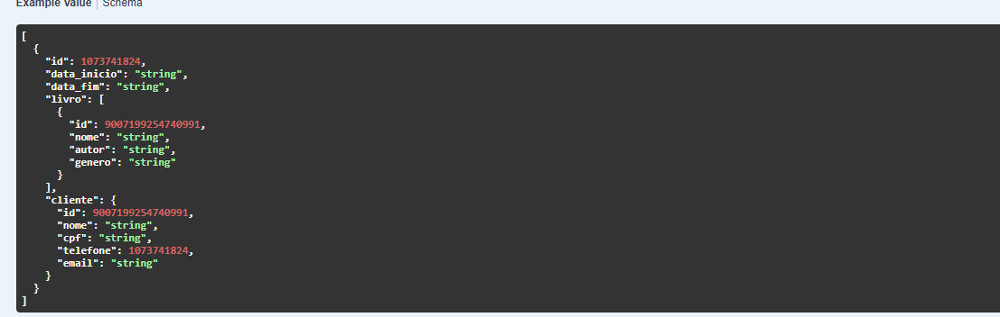 Example Value | Schema
[
  {
    "id": 1073741824,
    "data_inicio": "string",
    "data_fim": "string",
    "livro": [
      {
        "id": 9007199254740991,
        "nome": "string",
        "autor": "string",
        "genero": "string"
      }
    ],
    "cliente": {
      "id": 9007199254740991,
      "nome": "string",
      "cpf": "string",
      "telefone": 1073741824,
      "email": "string"
    }
  }
]